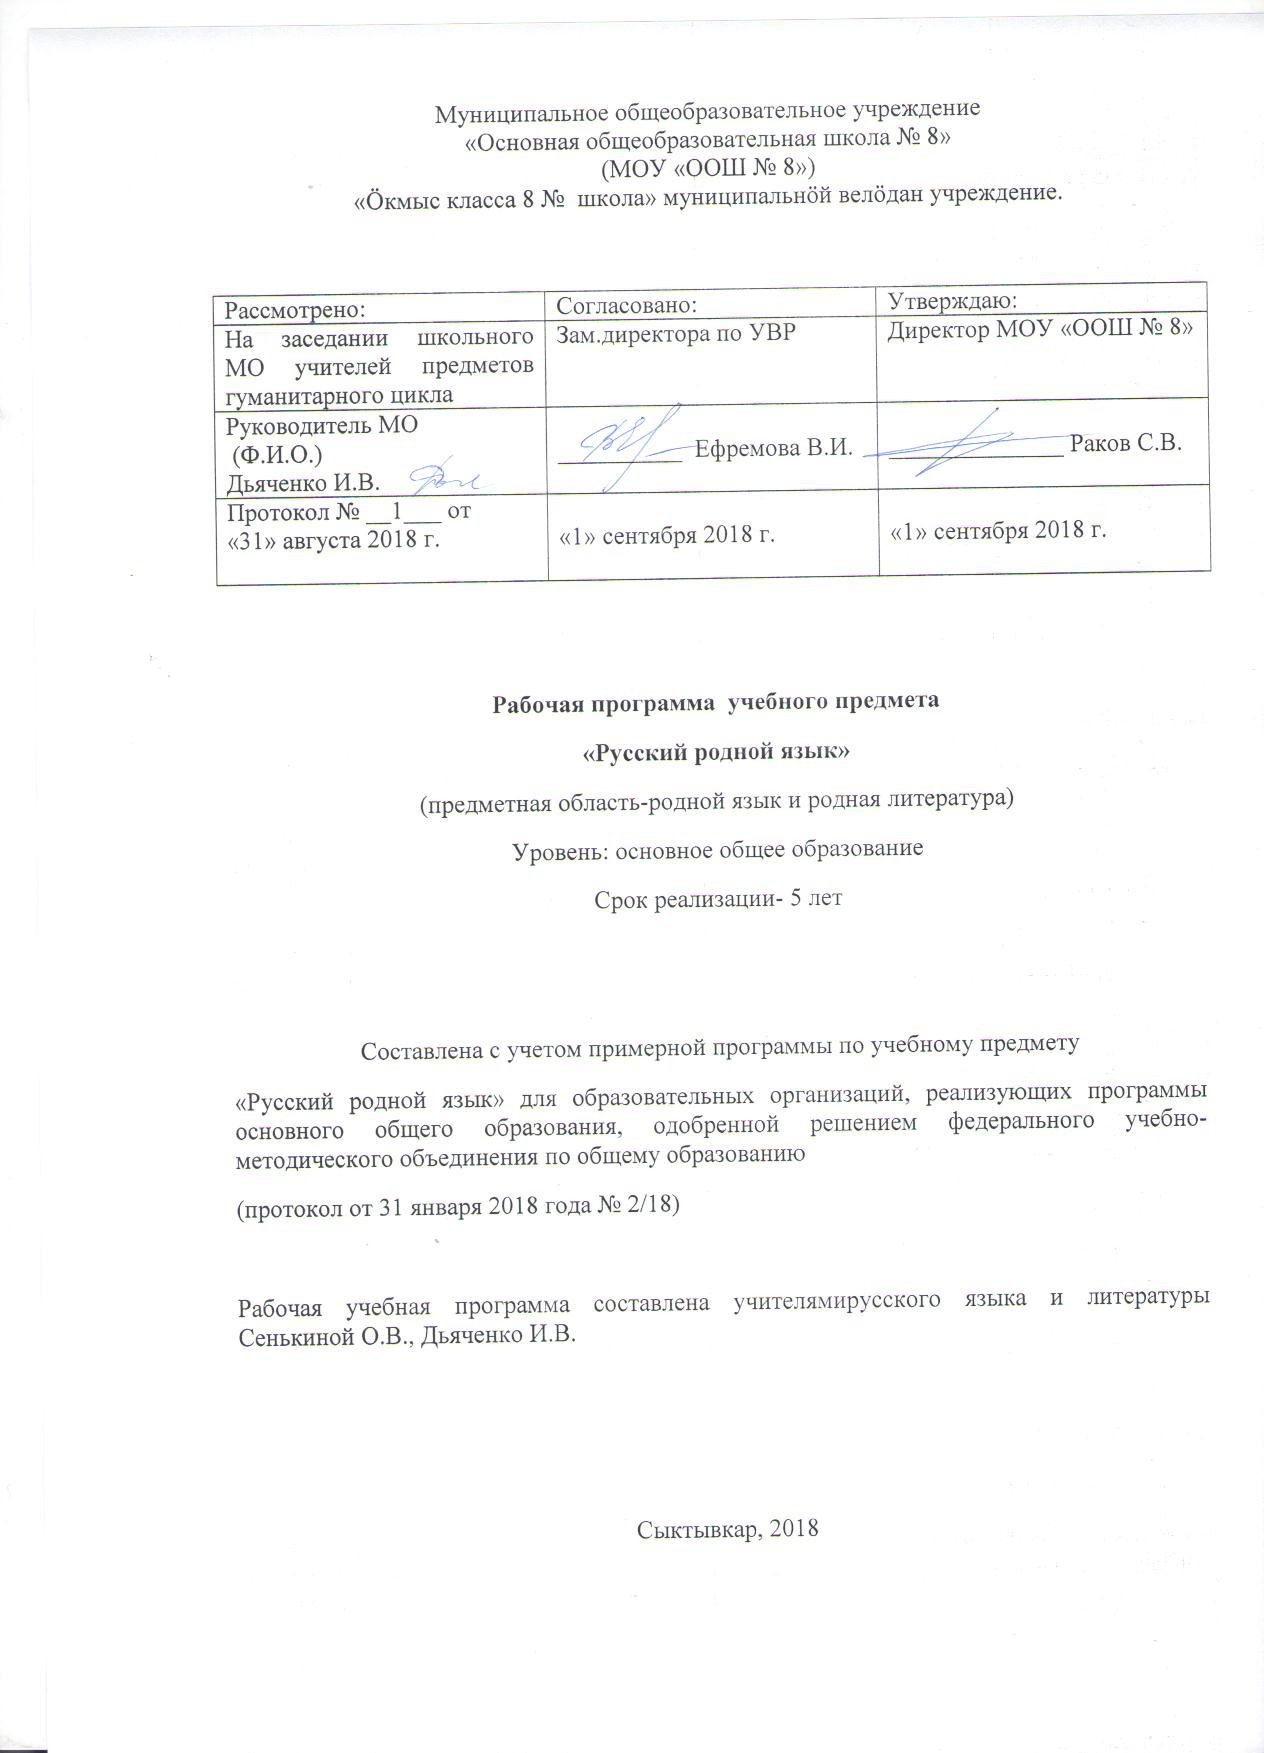 Муниципальное общеобразовательное учреждение
«Основная общеобразовательная школа № 8»
(МОУ «ООШ № 8»)
«Öкмыс класса 8 № школа» муниципальнöй велöдан учреждение.
Рассмотрено:
Согласовано:
Утверждаю:
На заседании школьного
МО учителей предметов
гуманитарного цикла
Зам.директора по УВР
Директор МОУ «ООШ № 8»
Руководитель МО
(Ф.И.О.)
Дьяченко И.В.
__________ Ефремова В.И.
______________ Раков С.В.
Протокол № __1___ от
«31» августа 2018 г.
«1» сентября 2018 г.
«1» сентября 2018 г.
Рабочая программа учебного предмета
«Русский родной язык»
(предметная область-родной язык и родная литература)
Уровень: основное общее образование
Срок реализации- 5 лет
Составлена с учетом примерной программы по учебному предмету
«Русский родной язык» для образовательных организаций, реализующих программы
основного общего образования, одобренной решением федерального учебно-
методического объединения по общему образованию
(протокол от 31 января 2018 года № 2/18)
Рабочая учебная программа составлена учителямирусского языка и литературы
Сенькиной О.В., Дьяченко И.В.
Сыктывкар, 2018